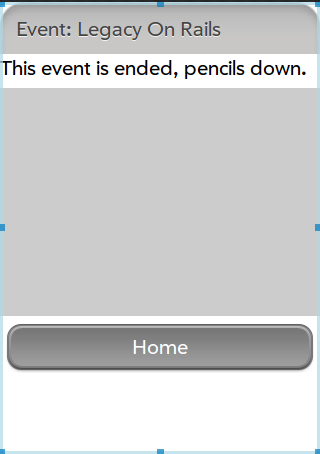 Event: Legacy On Rails
This event is ended, pencils down.
Home